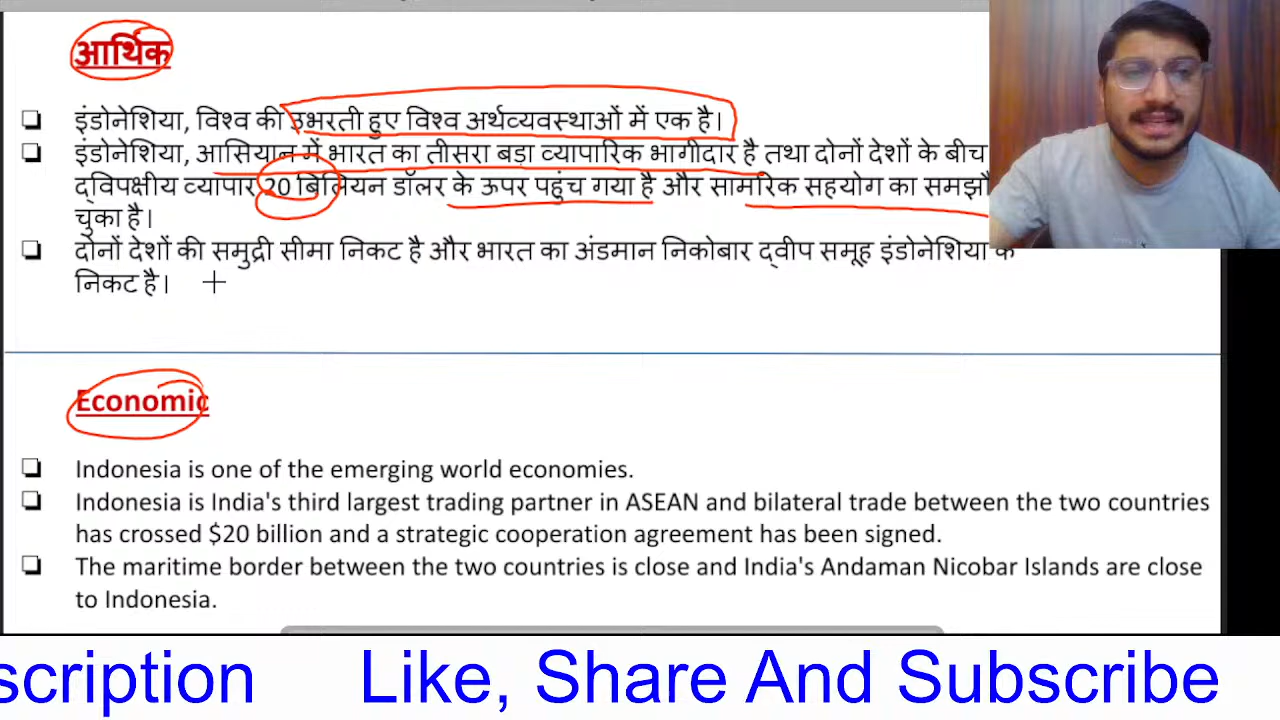 आर्थिक
इंडोनेशिया, विश्व की उभरती हुए विश्व अर्थव्यवस्थाओं में एक है।
इंडोनेशिया, आसियान में भारत का तीसरा बड़ा व्यापारिक भागीदार है तथा दोनों देशों के बीच
द्विपक्षीय व्यापार 20 बिलियन डॉलर के ऊपर पहुंच गया है और सामरिक सहयोग का
चुका है।
दोनों देशों की समुद्री सीमा निकट है और भारत का अंडमान निकोबार द्वीप समूह इंडोनेशिया
निकट है।
Economic
Indonesia is one of the emerging world economies.
Indonesia is India's third largest trading partner in ASEAN and bilateral trade between the two countries
has crossed $20 billion and a strategic cooperation agreement has been signed.
The maritime border between the two countries is close and India's Andaman Nicobar Islands are close
to Indonesia.
scription Like, Share And Subscribe